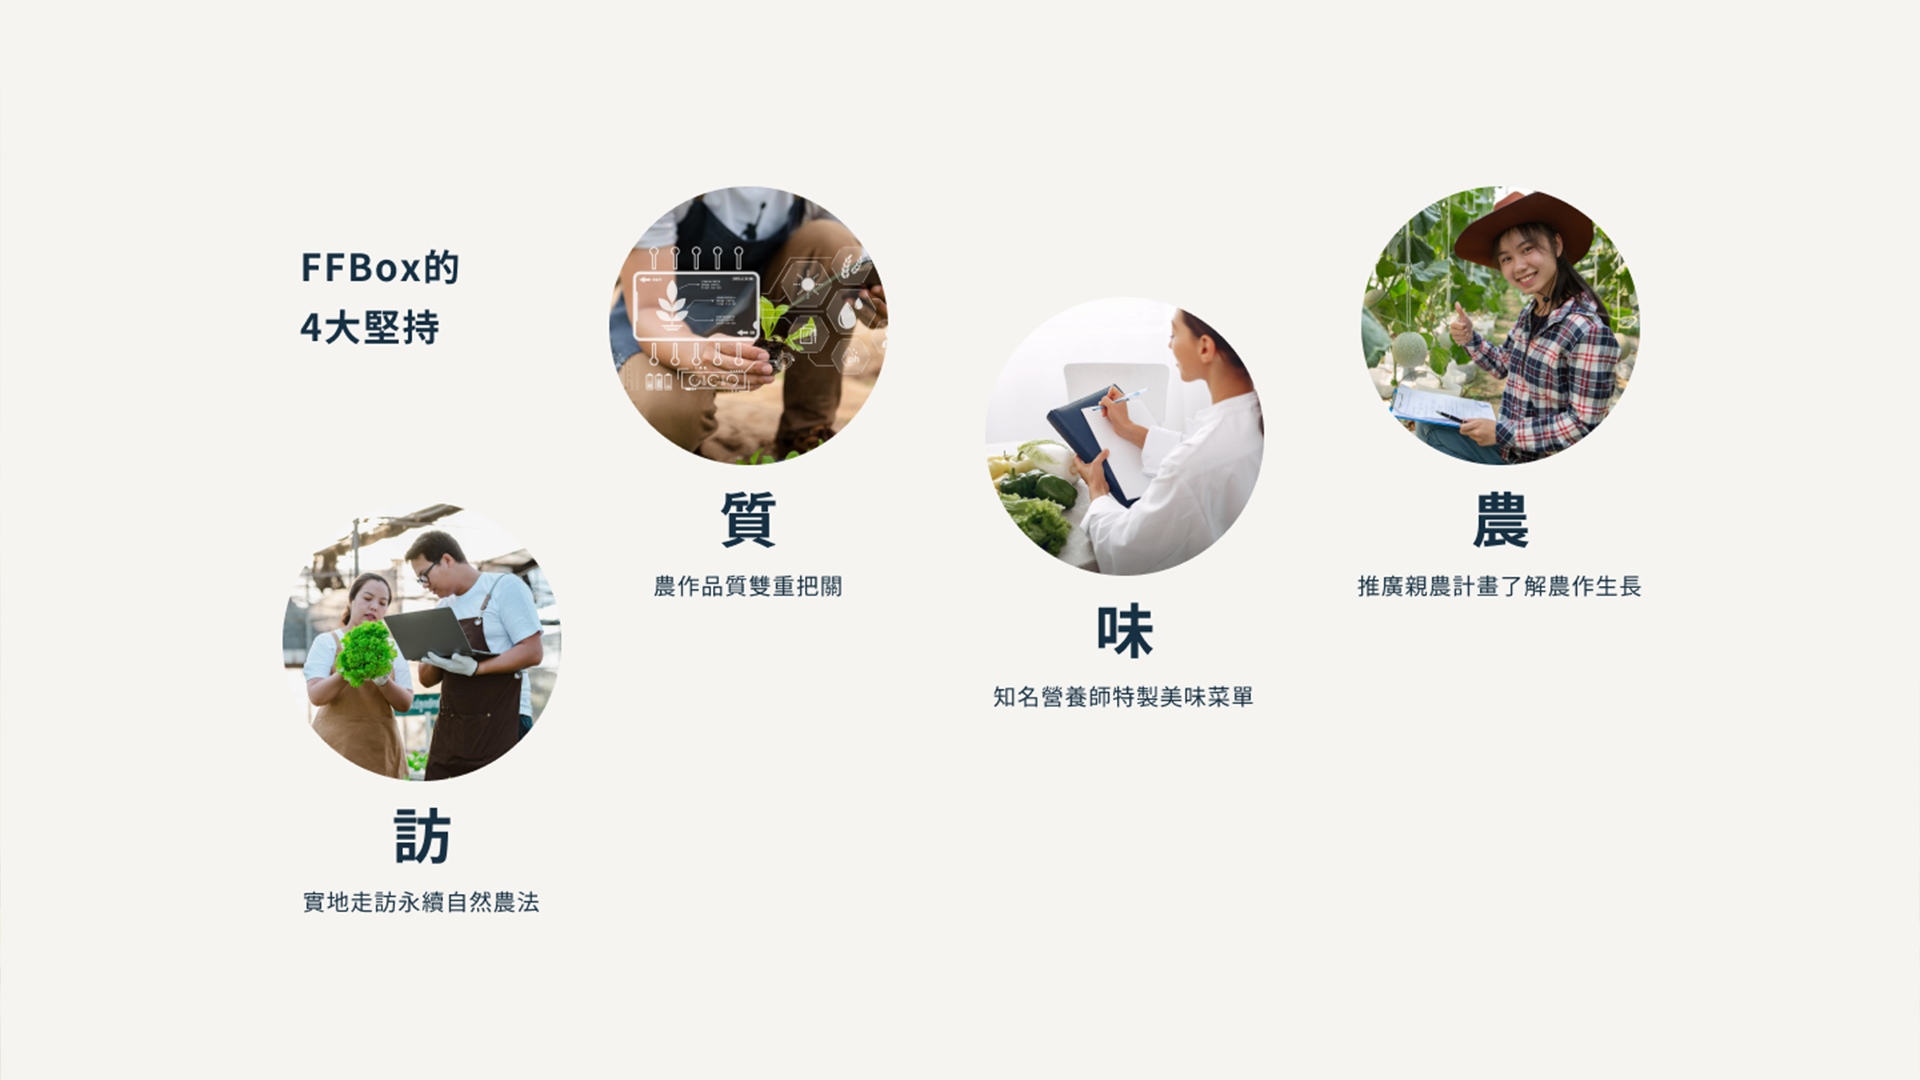 FFBox的
4大堅持
訪
實地走訪永續自然農法
質
農作品質雙重把關
味
知名營養師特製美味菜單
農
推廣親農計畫了解農作生長